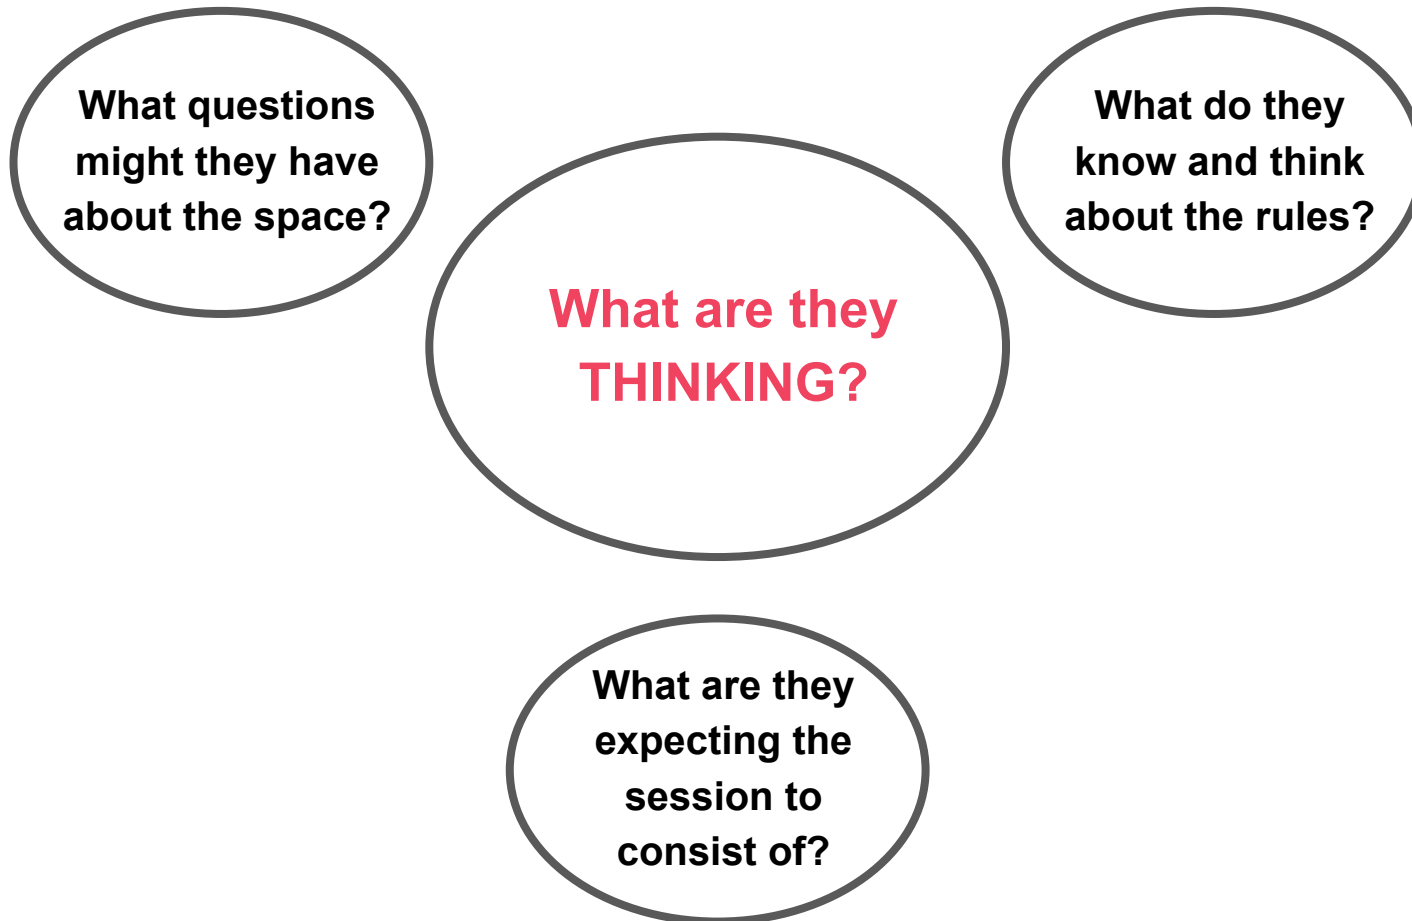 What questions
might they have
about the space?
What do they
know and think
about the rules?
What are they
THINKING?
What are they
expecting the
session to
consist of?